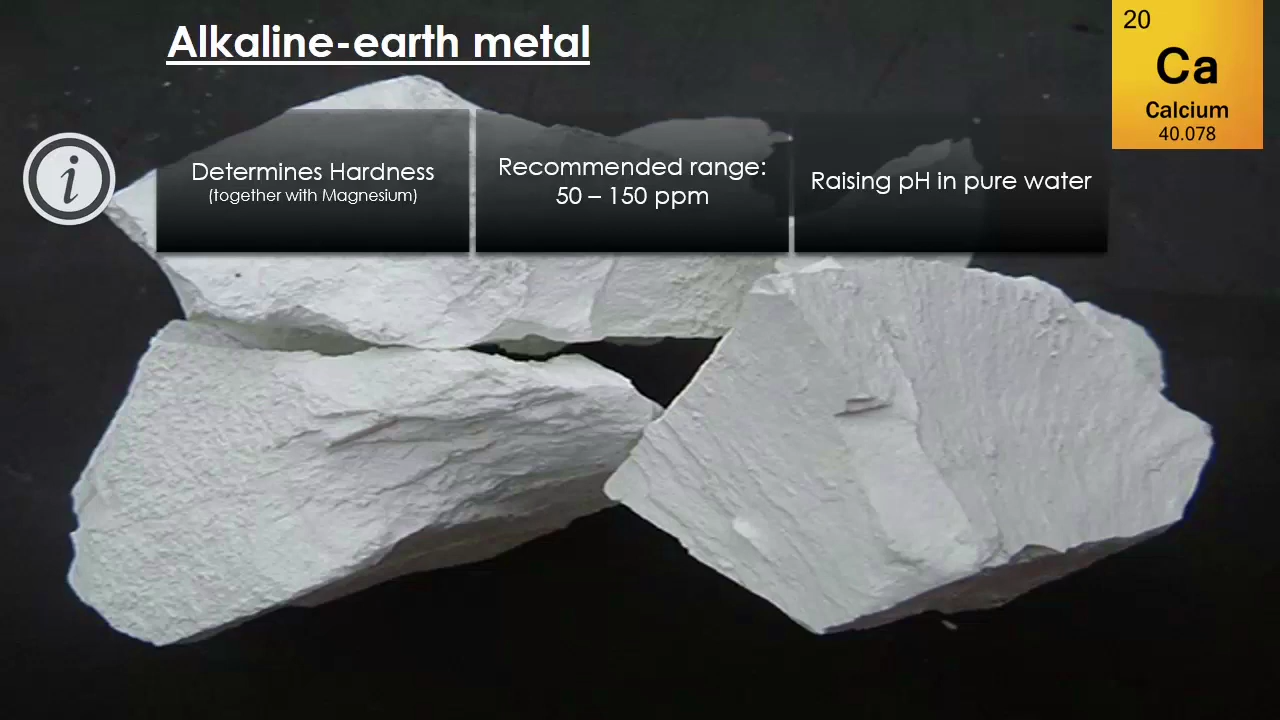 Alkaline-earth metal
20
Ca
Calcium
40.078
i
Determines Hardness
(together with Magnesium)
Recommended range:
50 – 150 ppm
Raising pH in pure water